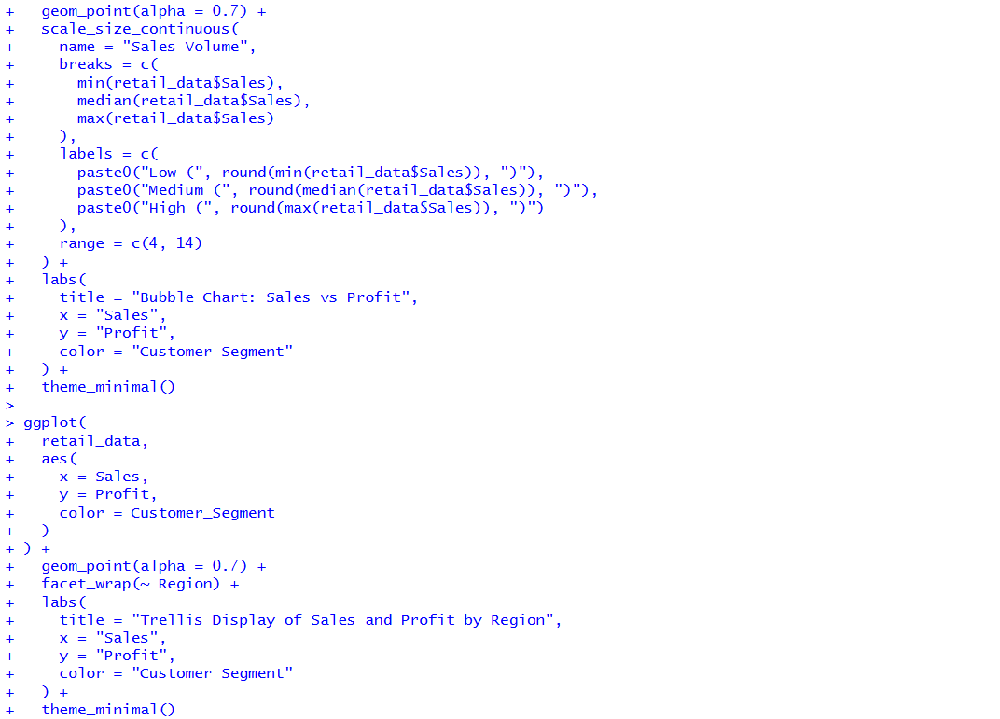 +   geom_point(alpha = 0.7) +
+   scale_size_continuous(
+     name = "Sales Volume",
+     breaks = c(
+       min(retail_data$Sales),
+       median(retail_data$Sales),
+       max(retail_data$Sales)
+     ),
+     labels = c(
+       paste0("Low (", round(min(retail_data$Sales)), ")"),
+       paste0("Medium (", round(median(retail_data$Sales)), ")"),
+       paste0("High (", round(max(retail_data$Sales)), ")")
+     ),
+     range = c(4, 14)
+   ) +
+   labs(
+     title = "Bubble Chart: Sales vs Profit",
+     x = "Sales",
+     y = "Profit",
+     color = "Customer Segment"
+   ) +
+   theme_minimal()
>
> ggplot(
+   retail_data,
+   aes(
+     x = Sales,
+     y = Profit,
+     color = Customer_Segment
+   )
+ ) +
+   geom_point(alpha = 0.7) +
+   facet_wrap(~ Region) +
+   labs(
+     title = "Trellis Display of Sales and Profit by Region",
+     x = "Sales",
+     y = "Profit",
+     color = "Customer Segment"
+   ) +
+   theme_minimal()